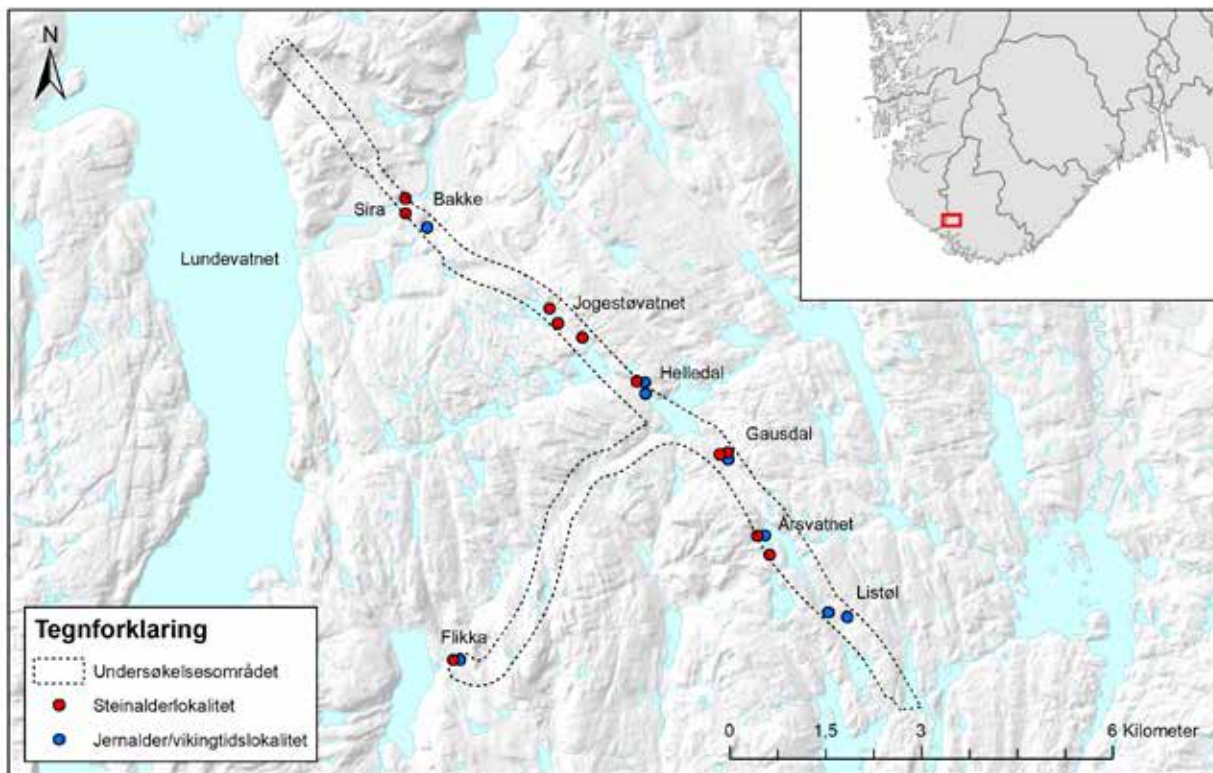 N
Bakke
Sira
Lundevatnet
Jogestøvatnet
Helledal
Gausdal
Årsvatnet
Listøl
Flikka
Tegnforklaring
Undersøkelsesområdet
Steinalderlokalitet
Jernalder/vikingtidslokalitet
0 1,5 3 6 Kilometer